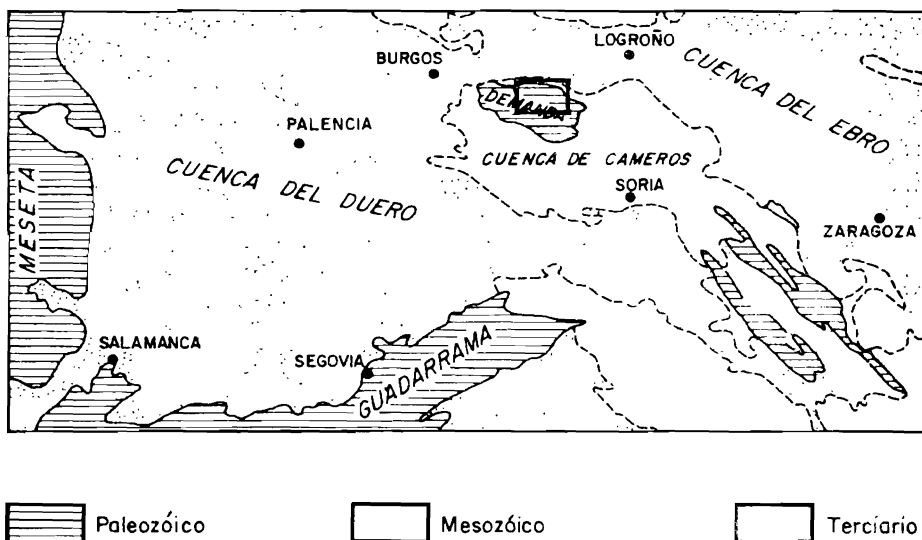 LOGROÑO
BURGOS
CUENCA DEL EBRO
DEMANDA
PALENCIA
CUENCA DE CAMEROS
CUENCA DEL DUERO
SORIA
MESETA
ZARAGOZA
SALAMANCA
SEGOVIA
GUADARRAMA
Paleozóico
Mesozóico
Terciario